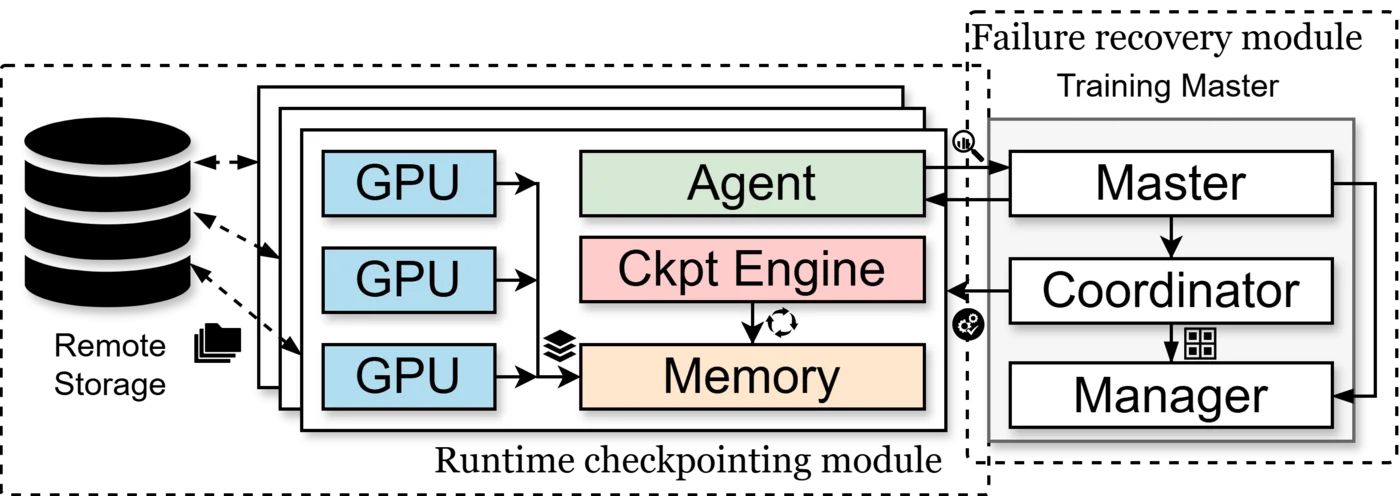 Failure recovery module
Training Master
GPU
Agent
Master
GPU
Ckpt Engine
Coordinator
GPU
Memory
Manager
Remote
Storage
Runtime checkpointing module